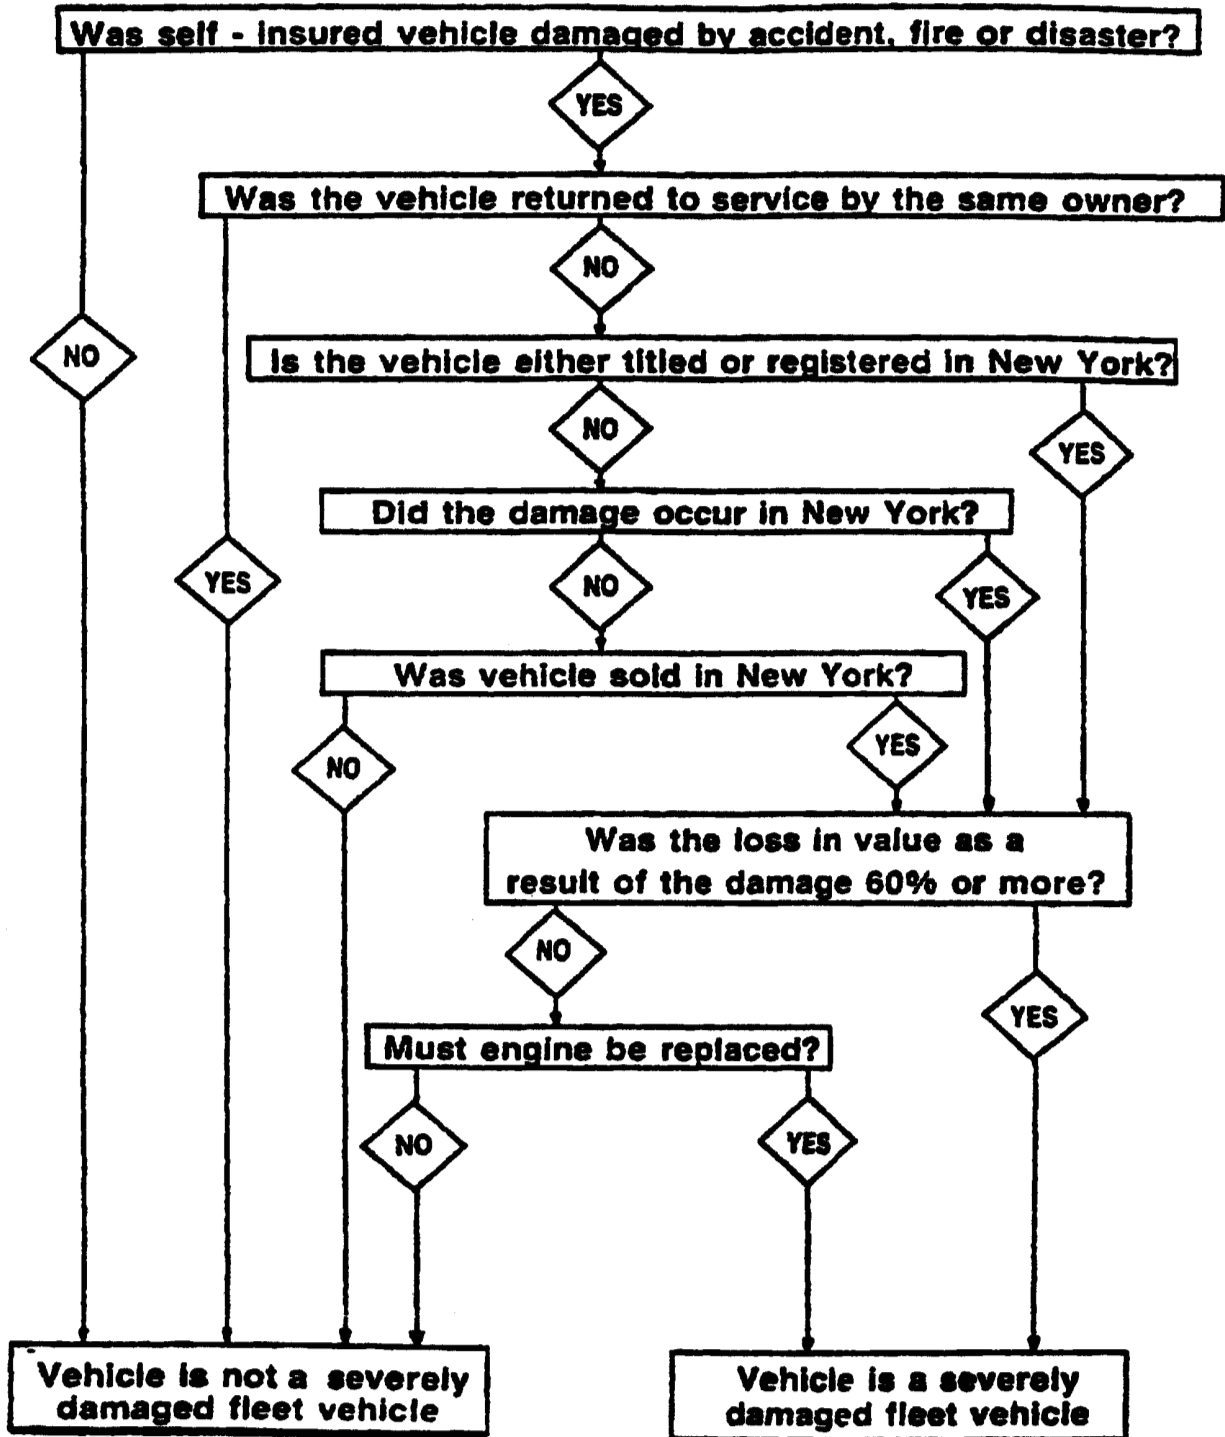 Was self - insured vehicle damaged by accident, fire or disaster?
YES
Was the vehicle returned to service by the same owner?
NO
NO
Is the vehicle either titled or registered in New York?
NO
YES
Did the damage occur in New York?
YES
NO
YES
Was vehicle sold in New York?
NO
YES
Was the loss in value as a
result of the damage 60% or more?
NO
YES
Must engine be replaced?
NO
YES
Vehicle is not a severely
damaged fleet vehicle
Vehicle is a severely
damaged fleet vehicle